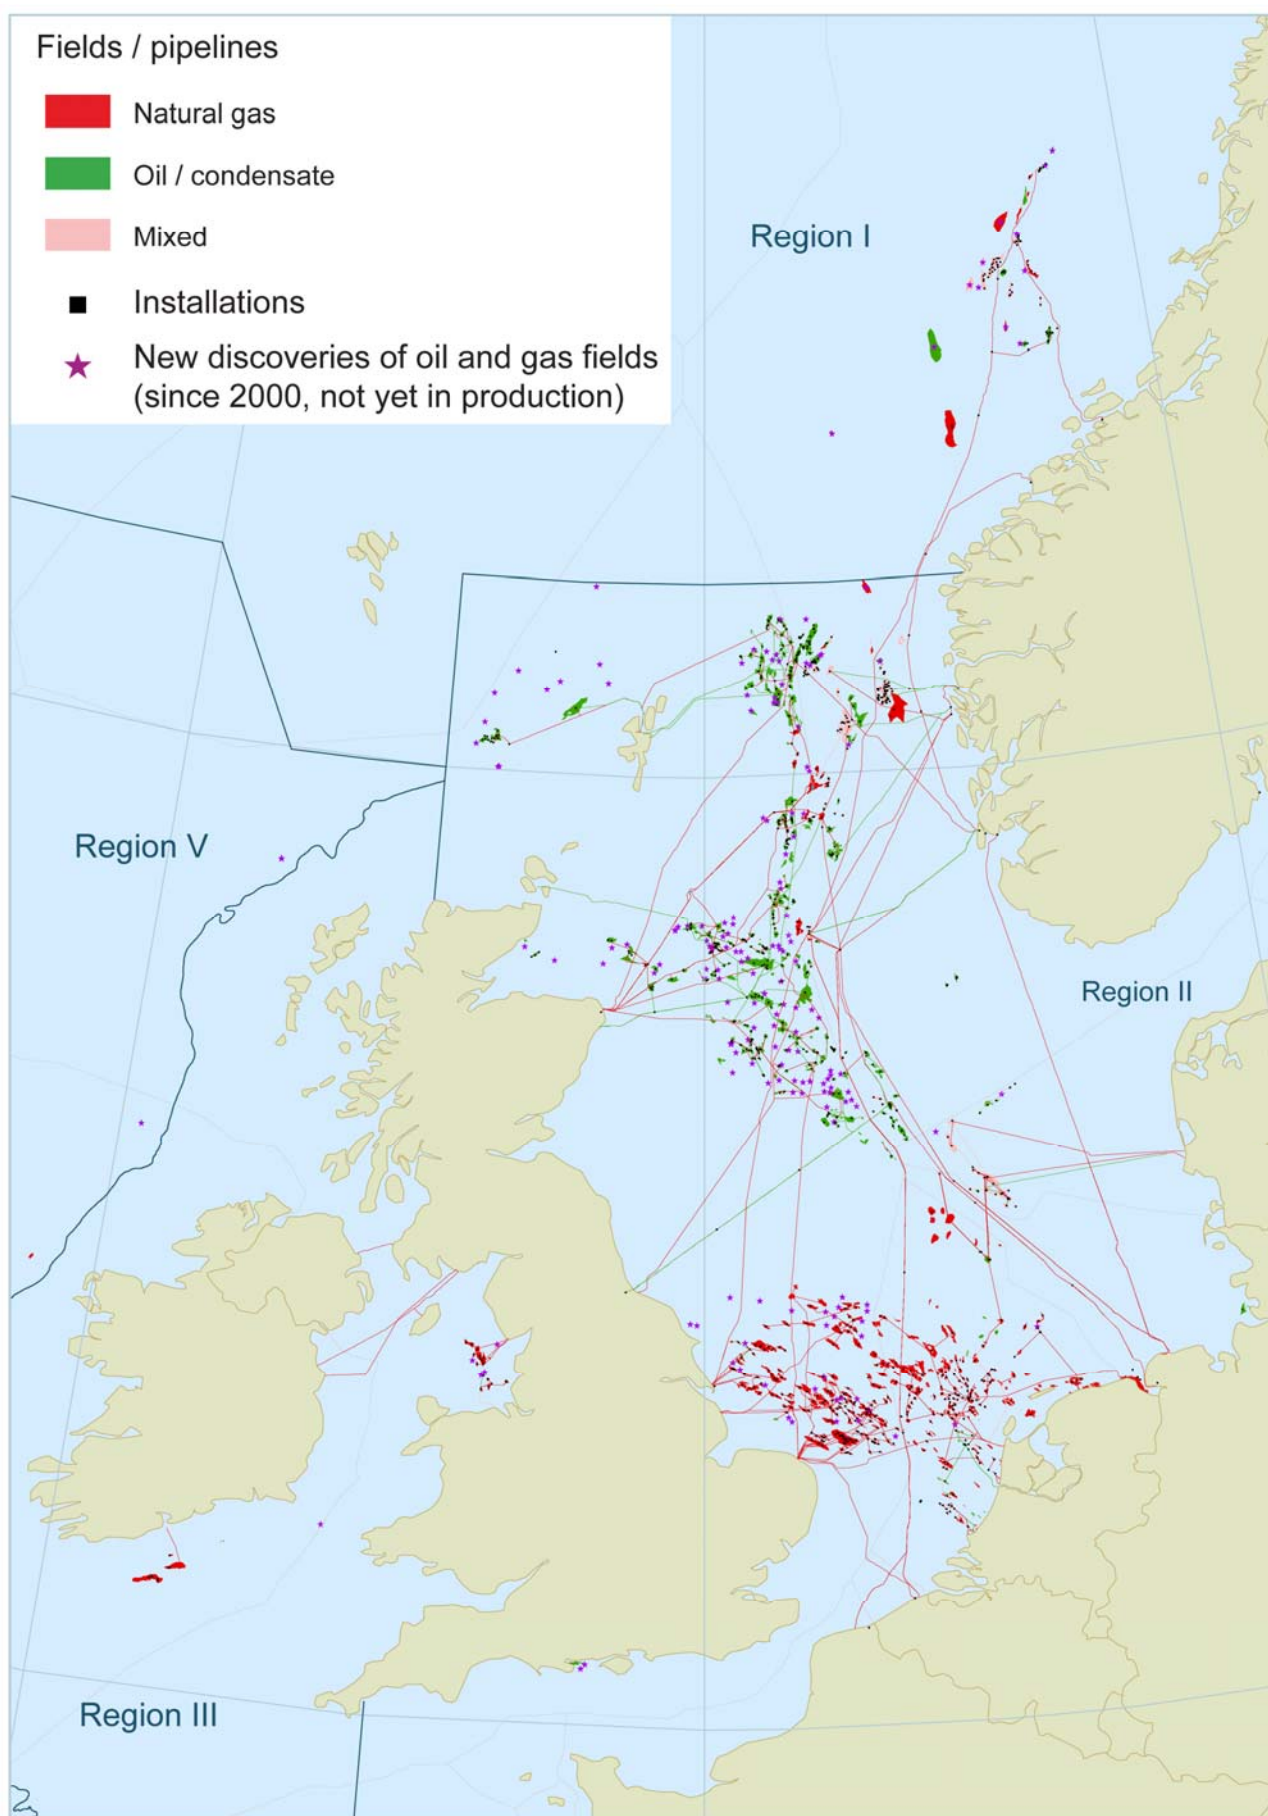 Fields / pipelines
Natural gas
Oil / condensate
Mixed
Installations
New discoveries of oil and gas fields
(since 2000, not yet in production)
Region I
Region V
Region II
Region III